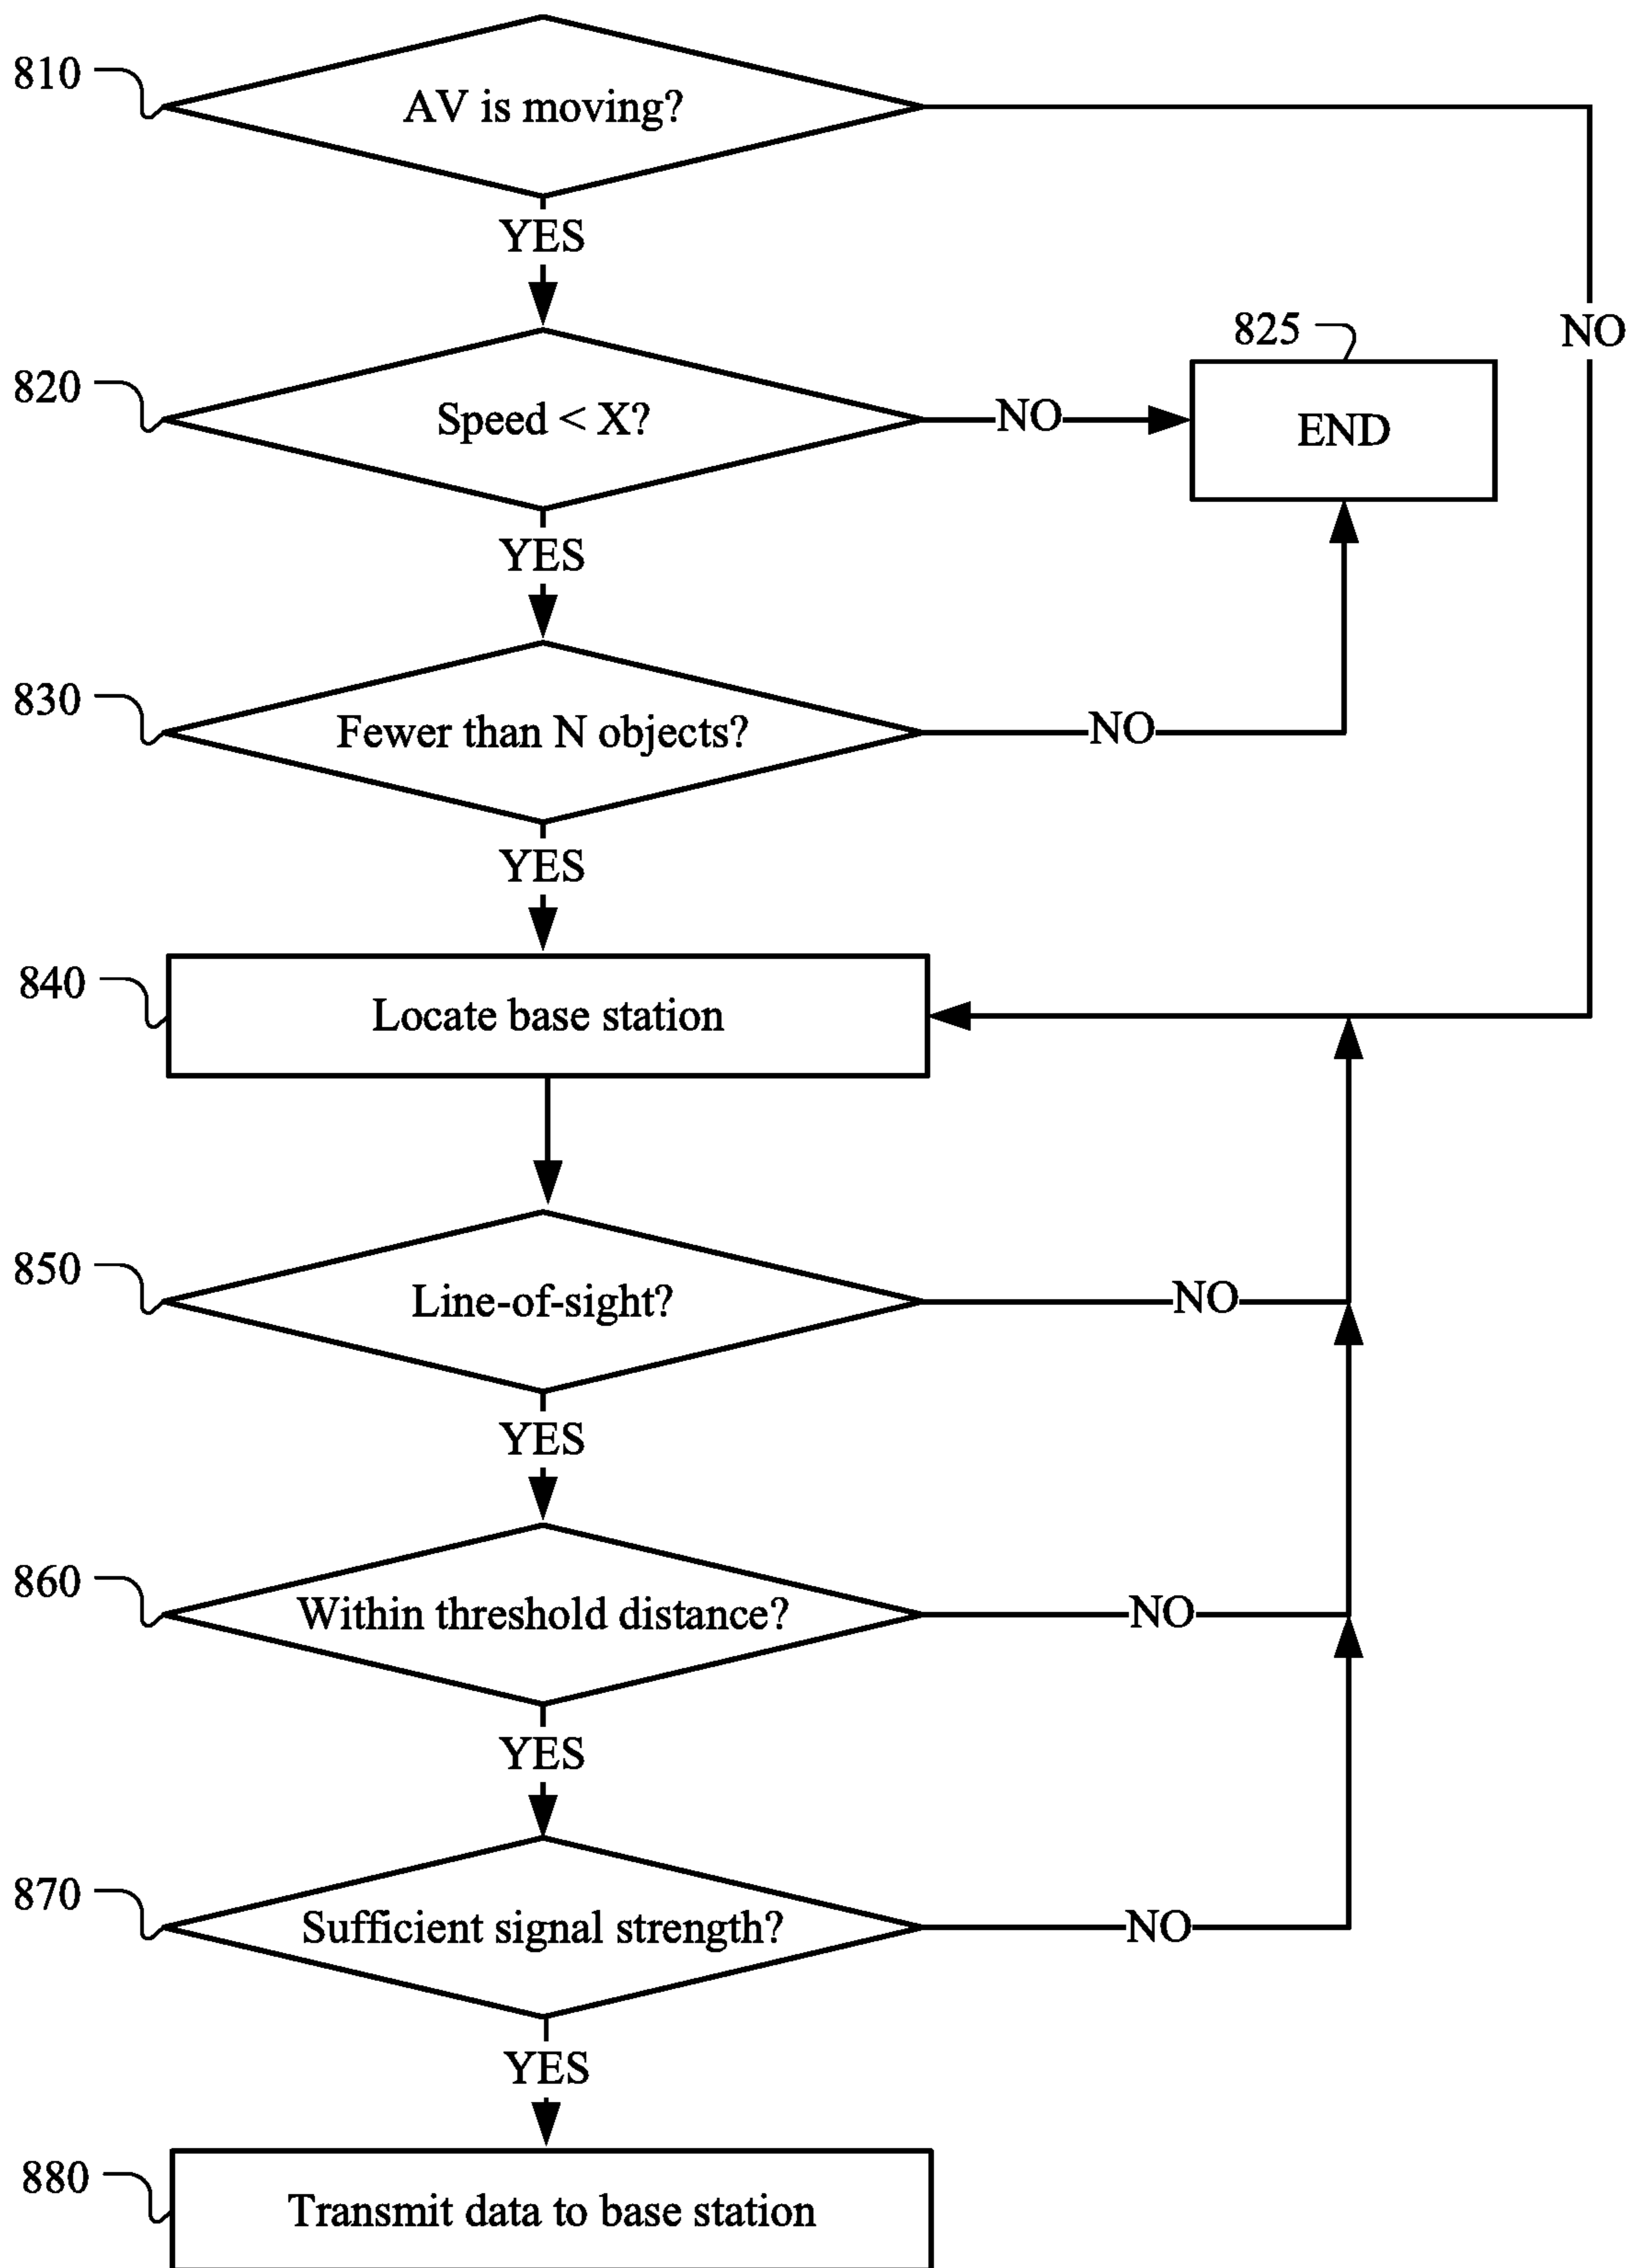 810
AV is moving?
YES
NO
820
Speed < X?
NO
825
END
YES
830
Fewer than N objects?
NO
YES
840
Locate base station
850
Line-of-sight?
NO
YES
860
Within threshold distance?
NO
YES
870
Sufficient signal strength?
NO
YES
880
Transmit data to base station